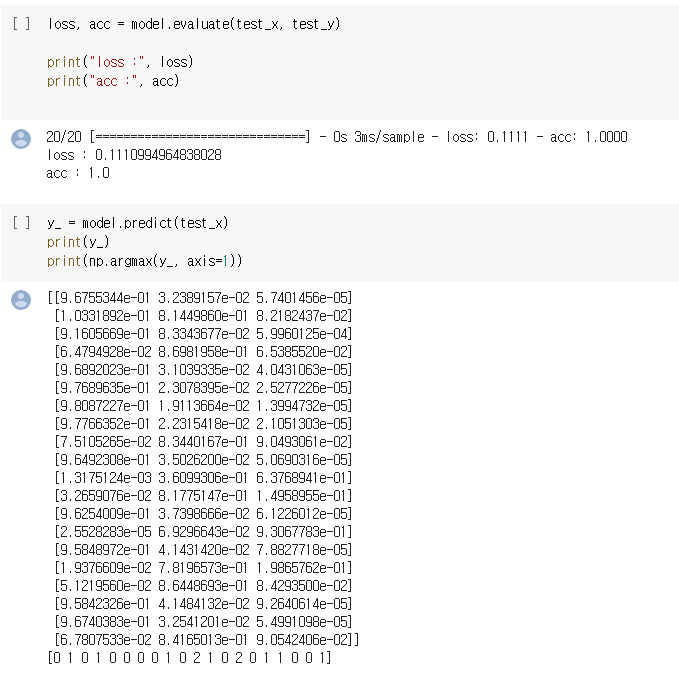 [ ] loss, acc = model.evaluate(test_x, test_y)
print("loss :", loss)
print("acc :", acc)
20/20 [==============================] - 0s 3ms/sample - loss: 0.1111 - acc: 1.0000
loss : 0.1110994964838028
acc : 1.0
[ ] y_ = model.predict(test_x)
print(y_)
print(np.argmax(y_, axis=1))
[[9.6755344e-01 3.2389157e-02 5.7401456e-05]
[1.0331892e-01 8.1449860e-01 8.2182437e-02]
[9.1605669e-01 8.3343677e-02 5.9960125e-04]
[6.4794928e-02 8.6981958e-01 6.5385520e-02]
[9.6892023e-01 3.1039335e-02 4.0431063e-05]
[9.7689635e-01 2.3078395e-02 2.5277226e-05]
[9.8087227e-01 1.9113664e-02 1.3994732e-05]
[9.7766352e-01 2.2315418e-02 2.1051303e-05]
[7.5105265e-02 8.3440167e-01 9.0493061e-02]
[9.6492308e-01 3.5026200e-02 5.0690316e-05]
[1.3175124e-03 3.6099306e-01 6.3768941e-01]
[3.2659076e-02 8.1775147e-01 1.4958955e-01]
[9.6254009e-01 3.7398666e-02 6.1226012e-05]
[2.5528283e-05 6.9296643e-02 9.3067783e-01]
[9.5848972e-01 4.1431420e-02 7.8827718e-05]
[1.9376609e-02 7.8196573e-01 1.9865762e-01]
[5.1219560e-02 8.6448693e-01 8.4293500e-02]
[9.5842326e-01 4.1484132e-02 9.2640614e-05]
[9.6740383e-01 3.2541201e-02 5.4991098e-05]
[6.7807533e-02 8.4165013e-01 9.0542406e-02]]
[0 1 0 1 0 0 0 0 1 0 2 1 0 2 0 1 1 0 0 1]